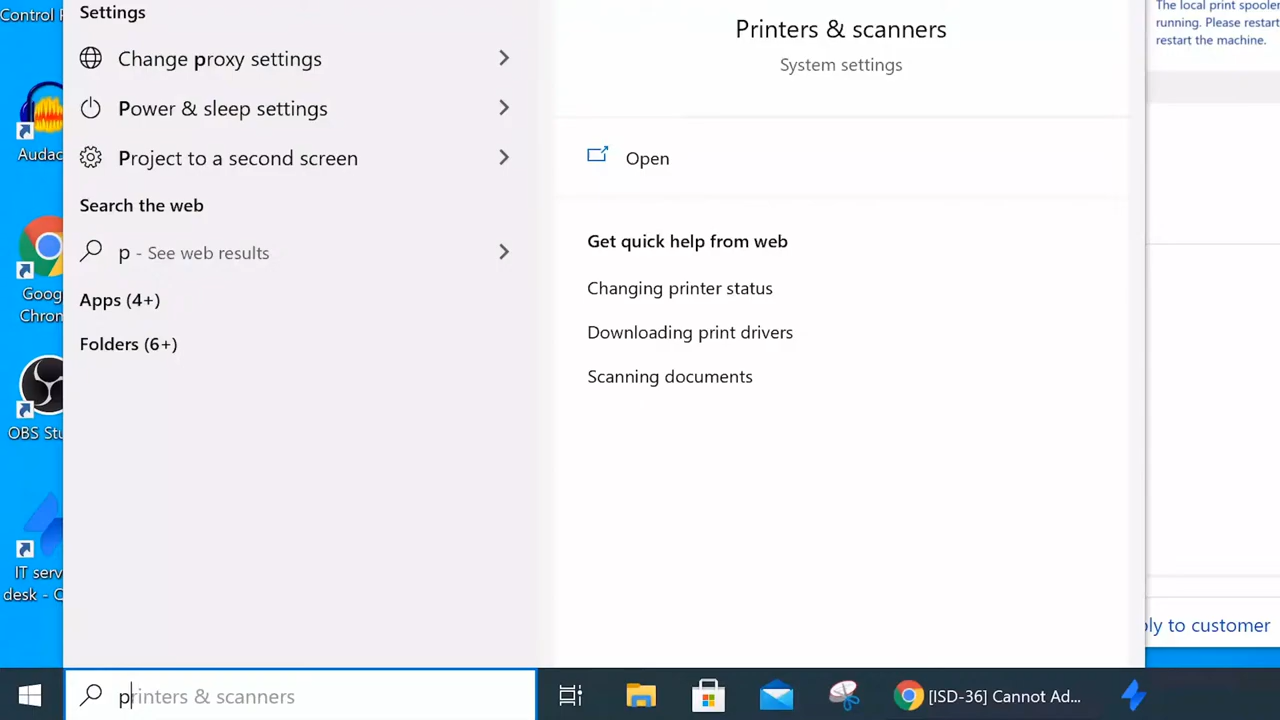 Control
Audac
Goog
Chrom
OBS Stu
IT serv
desk - C
Settings
Change proxy settings
Power & sleep settings
Project to a second screen
Search the web
p - See web results
Apps (4+)
Folders (6+)
Printers & scanners
System settings
Open
Get quick help from web
Changing printer status
Downloading print drivers
Scanning documents
The local print spooler
running. Please restart
restart the machine.
ly to customer
printers & scanners
[ISD-36] Cannot Ad...